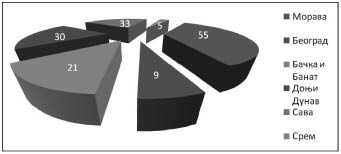 33
5
30
55
21
9
Морава
Београд
Бачка и
Банат
Доњи
Дунав
Сава
Срем